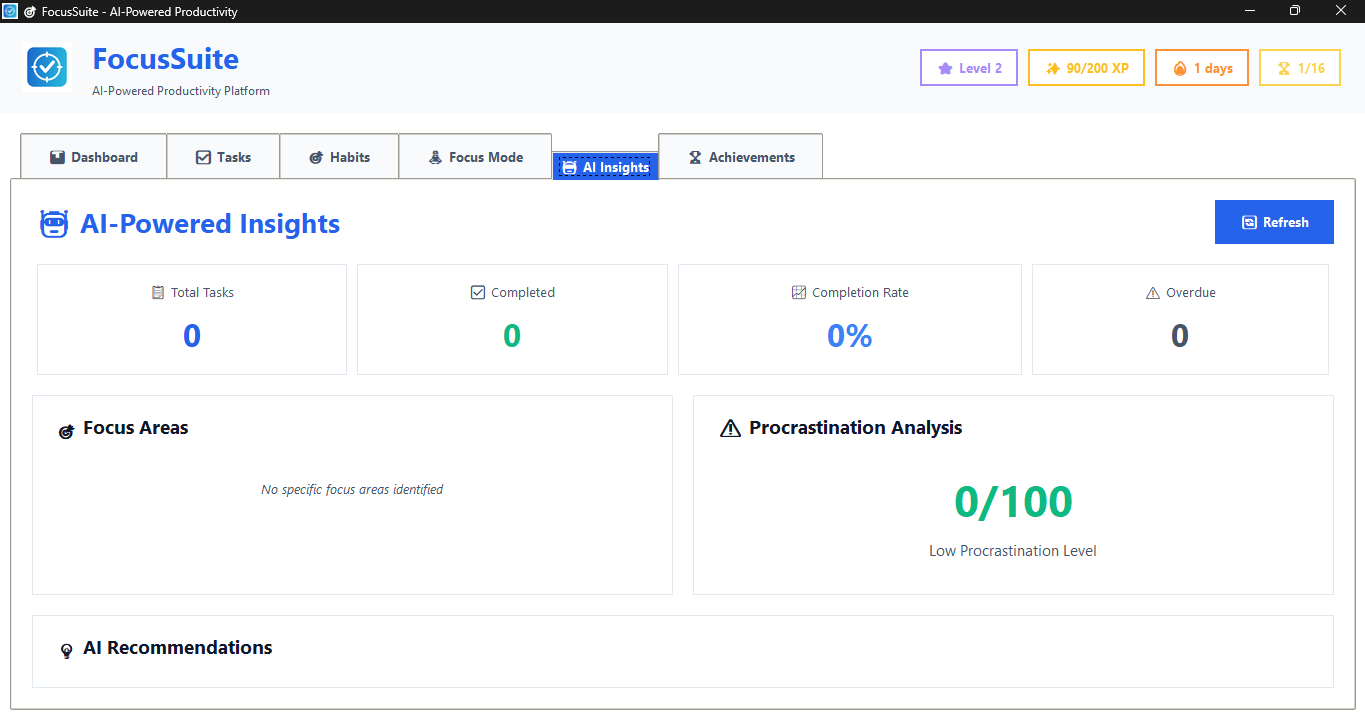 FocusSuite - AI-Powered Productivity
FocusSuite
AI-Powered Productivity Platform
Level 2
90/200 XP
1 days
1/16
Dashboard
Tasks
Habits
Focus Mode
AI Insights
Achievements
AI-Powered Insights
Refresh
Total Tasks
0
Completed
0
Completion Rate
0%
Overdue
0
Focus Areas
No specific focus areas identified
Procrastination Analysis
0/100
Low Procrastination Level
AI Recommendations